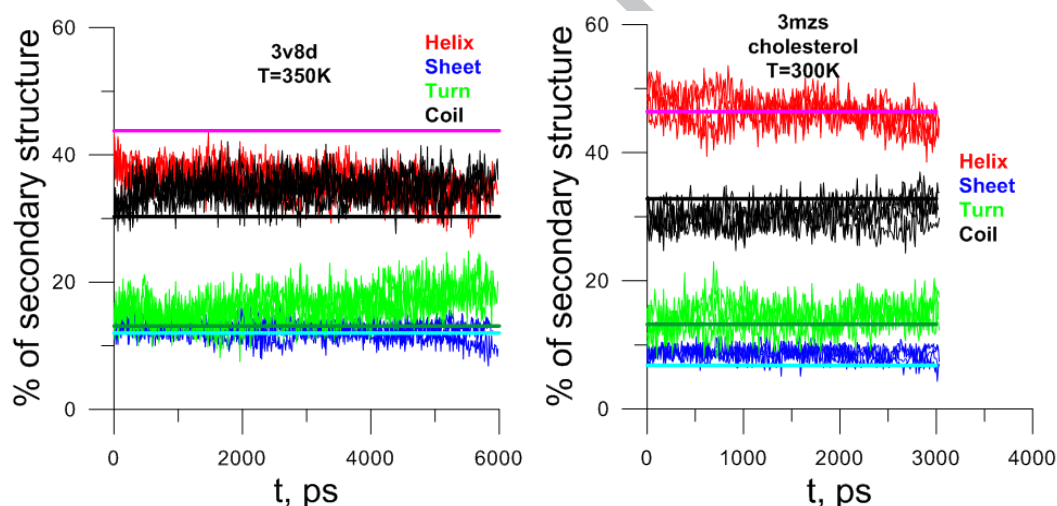 % of secondary structure
60
40
20
0
3v8d
T=350K
Helix
Sheet
Turn
Coil
0
2000
4000
6000
t, ps
% of secondary structure
60
40
20
0
3mzs
cholesterol
T=300K
Helix
Sheet
Turn
Coil
0
1000
2000
3000
4000
t, ps